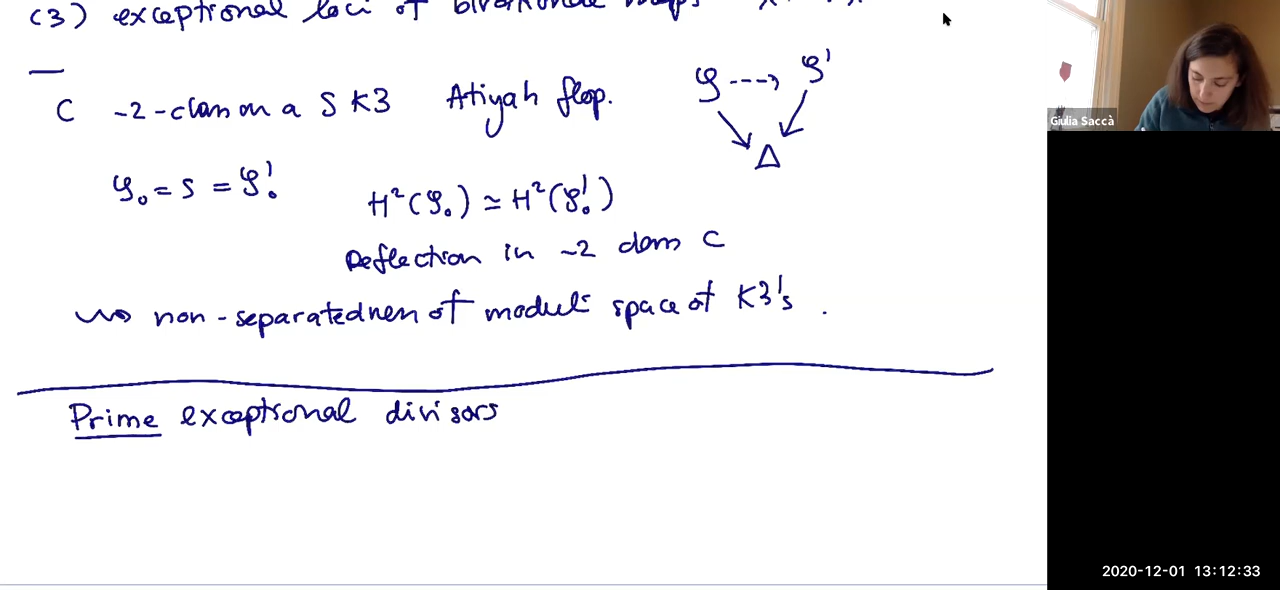 (3) exceptional loci of birational maps
C -2-class on a S K3 Atiyah flop.
𝒮 ⇢ 𝒮'
Δ
𝒮₀ = S = 𝒮'₀
H²(𝒮₀) ≃ H²(𝒮'₀)
Reflection in -2 class C
⇝ non-separatedness of moduli space of K3's.
Prime exceptional divisors
Giulia Saccà
2020-12-01 13:12:33